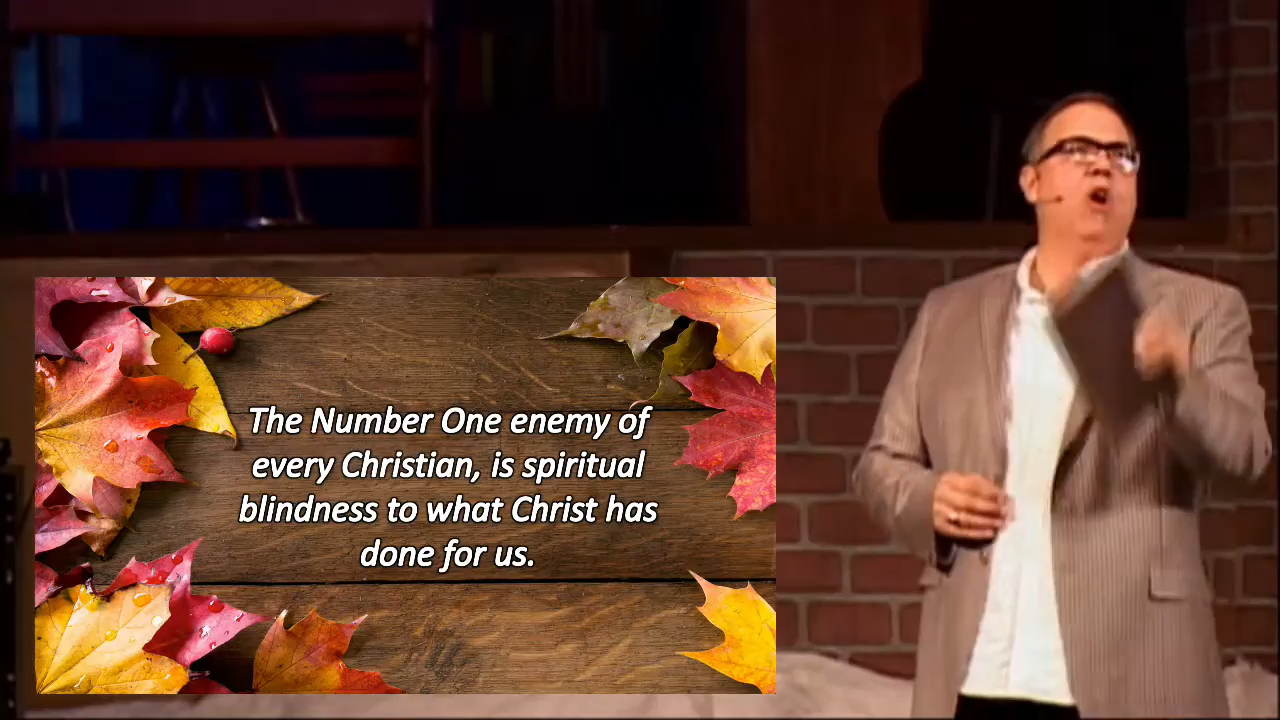 The Number One enemy of
every Christian, is spiritual
blindness to what Christ has
done for us.